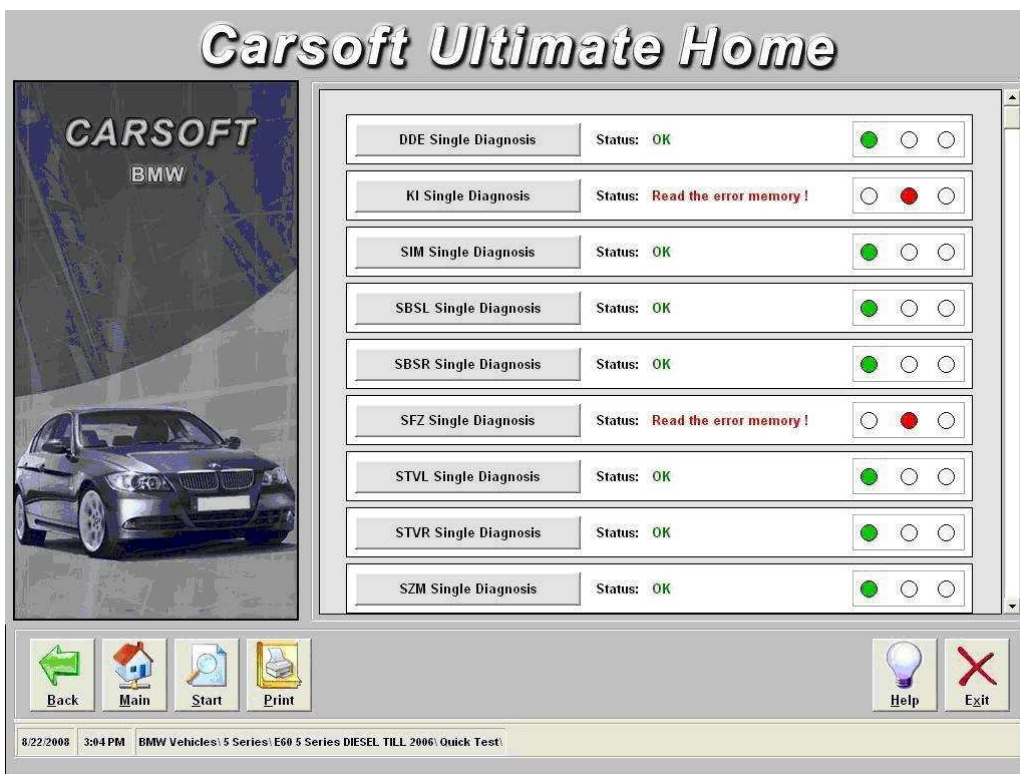 Carsoft Ultimate Home
CARSOFT
BMW
DDE Single Diagnosis Status: OK
KI Single Diagnosis Status: Read the error memory !
SIM Single Diagnosis Status: OK
SBSL Single Diagnosis Status: OK
SBSR Single Diagnosis Status: OK
SFZ Single Diagnosis Status: Read the error memory !
STVL Single Diagnosis Status: OK
STVR Single Diagnosis Status: OK
SZM Single Diagnosis Status: OK
Back Main Start Print Help Exit
8/22/2008 3:04 PM BMW Vehicles\ 5 Series\ E60 5 Series DIESEL TILL 2006\ Quick Test\